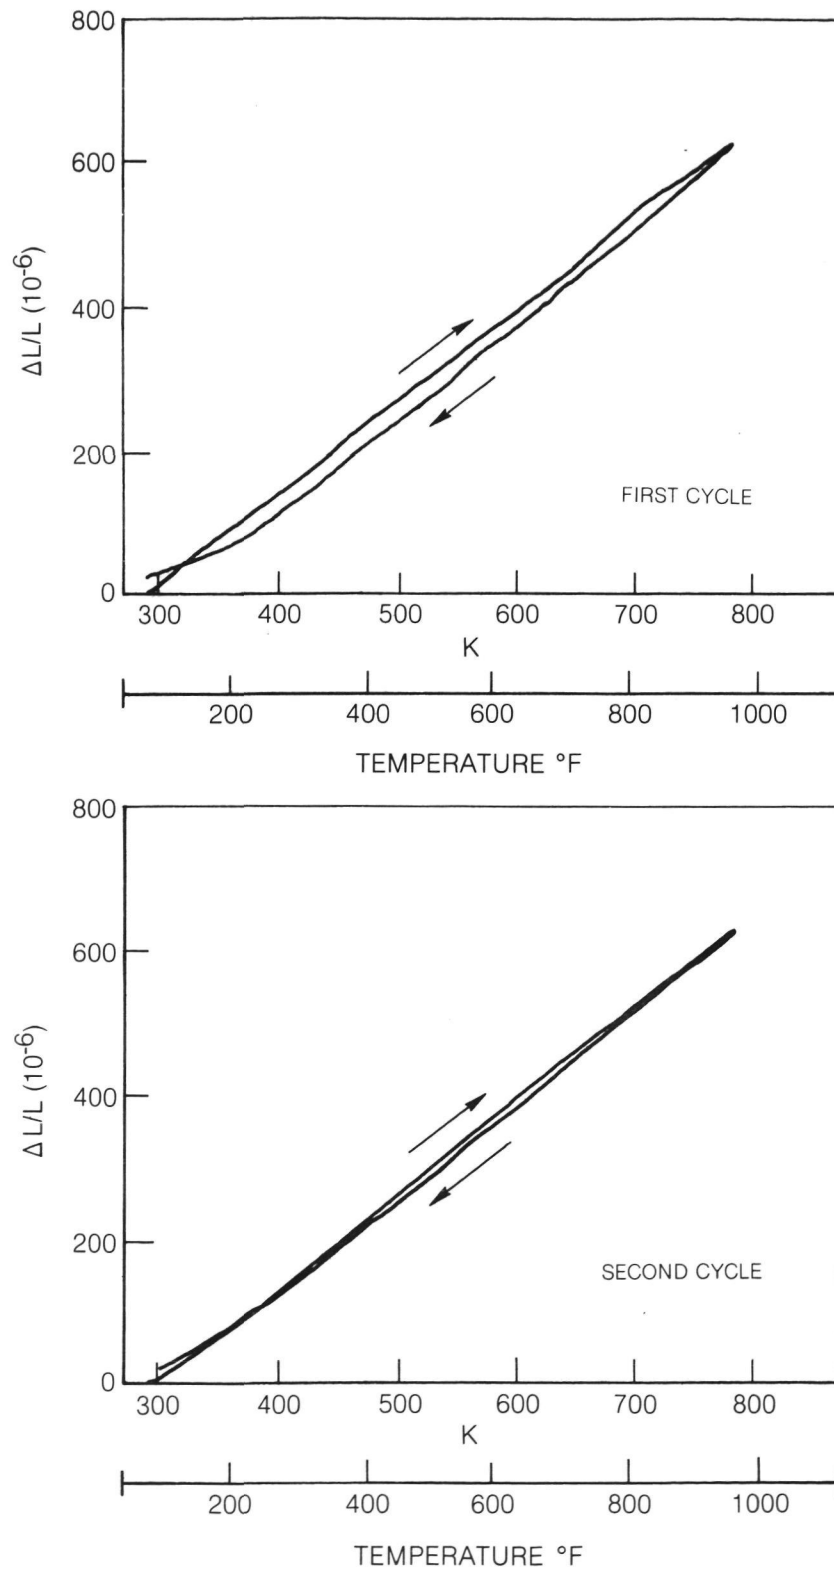 800
600
400
200
0
ΔL/L (10-6)
FIRST CYCLE
300 400 500 600 700 800
K
200 400 600 800 1000
TEMPERATURE °F
800
600
400
200
0
ΔL/L (10-6)
SECOND CYCLE
300 400 500 600 700 800
K
200 400 600 800 1000
TEMPERATURE °F